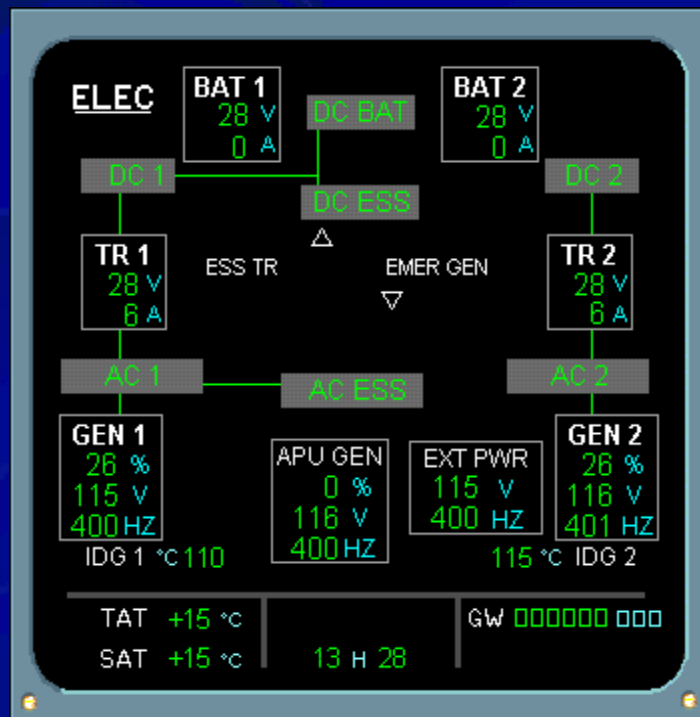 ELEC
BAT 1
28 V
0 A
DC BAT
BAT 2
28 V
0 A
DC 1
DC ESS
DC 2
TR 1
28 V
6 A
ESS TR
EMER GEN
TR 2
28 V
6 A
AC 1
AC ESS
AC 2
GEN 1
26 %
115 V
400 HZ
APU GEN
0 %
116 V
400 HZ
EXT PWR
115 V
400 HZ
GEN 2
26 %
116 V
401 HZ
IDG 1 °C 110
115 °C IDG 2
TAT +15 °C
SAT +15 °C
13 H 28
GW